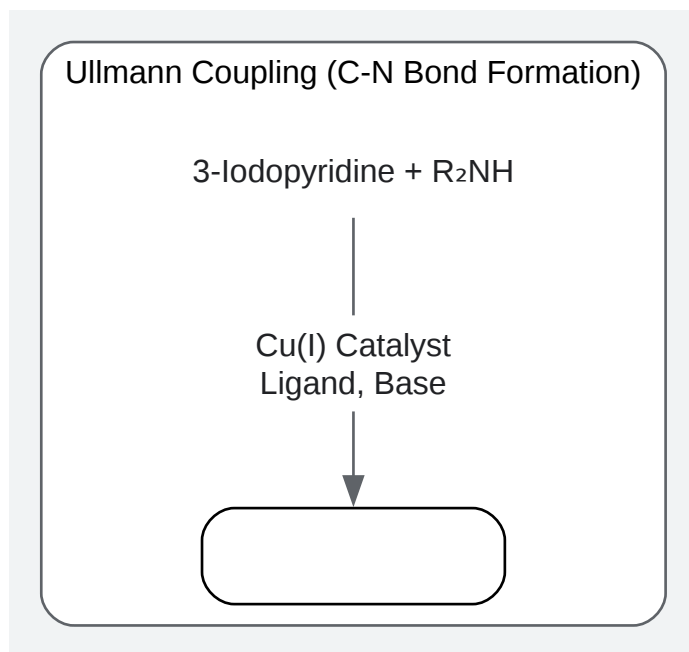 Ullmann Coupling (C-N Bond Formation)
3-Iodopyridine + R₂NH
Cu(I) Catalyst
Ligand, Base